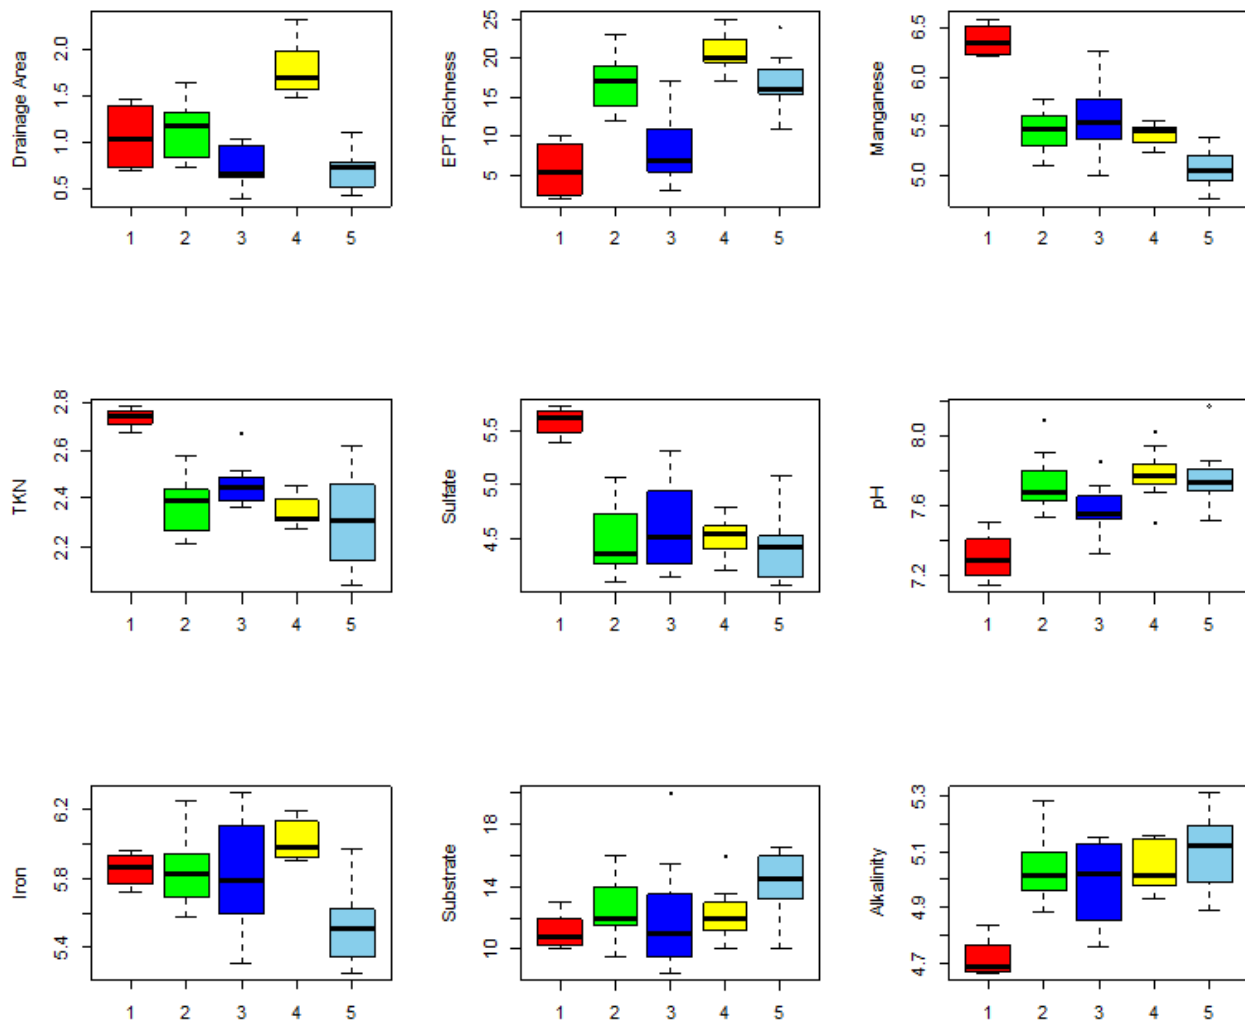 Drainage Area
0.5 1.0 1.5 2.0
1 2 3 4 5
EPT Richness
5 10 15 20 25
1 2 3 4 5
Manganese
5.0 5.5 6.0 6.5
1 2 3 4 5
TKN
2.2 2.4 2.6 2.8
1 2 3 4 5
Sulfate
4.5 5.0 5.5
1 2 3 4 5
pH
7.2 7.6 8.0
1 2 3 4 5
Iron
5.4 5.8 6.2
1 2 3 4 5
Substrate
10 14 18
1 2 3 4 5
Alkalinity
4.7 4.9 5.1 5.3
1 2 3 4 5